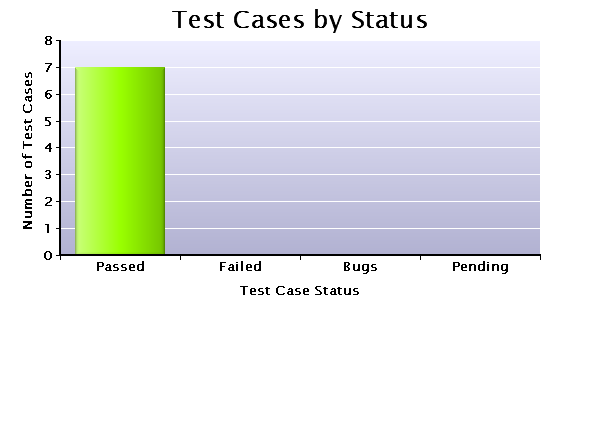 Test Cases by Status
Number of Test Cases
8
7
6
5
4
3
2
1
0
Passed Failed Bugs Pending
Test Case Status